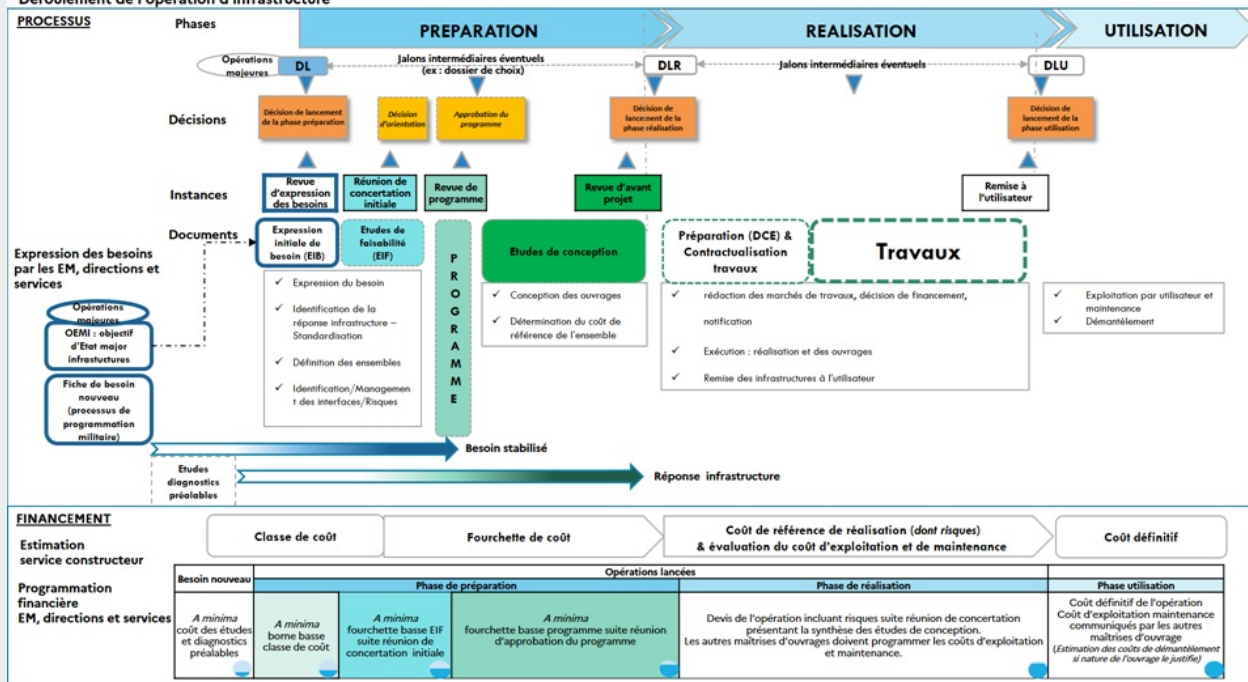 Déroulement de l'opération d'infrastructure
PROCESSUS
Phases
PREPARATION
REALISATION
UTILISATION
Opérations
majeures
DL
Jalons intermédiaires éventuels
(ex : dossier de choix)
DLR
Jalons intermédiaires éventuels
DLU
Décisions
Décision de lancement
de la phase préparation
Décision
d'orientation
Approbation du
programme
Décision
de
lancement de la
phase réalisation
Décision de
lancement de la
phase utilisation
Instances
Revue
d'expression
des besoins
Réunion de
concertation
initiale
Revue de
programme
Revue d'avant
projet
Remise à
l'utilisateur
Documents
Expression
initiale de
besoin (EIB)
Etudes de
faisabilité
(EIF)
PROGRAMME
Etudes de conception
Préparation (DCE) &
Contractualisation
travaux
Travaux
Expression des besoins
par les EM, directions et
services
Opérations
majeures
OEMI : objectif
d'Etat major
infrastuctures
Fiche de besoin
nouveau
(processus de
programmation
militaire)
✓ Expression du besoin
✓ Identification de la
réponse infrastructure –
Standardisation
✓ Définition des ensembles
✓ Identification/Managemen
t des interfaces/Risques
✓ Conception des ouvrages
✓ Détermination du coût de
référence de l'ensemble
✓ rédaction des marchés de travaux, décision de financement,
notification
✓ Exécution : réalisation et des ouvrages
✓ Remise des infrastructures à l'utilisateur
✓ Exploitation par utilisateur et
maintenance
✓ Démantèlement
Besoin stabilisé
Etudes
diagnostics
préalables
Réponse infrastructure
FINANCEMENT
Estimation
service constructeur
Classe de coût
Fourchette de coût
Coût de référence de réalisation (dont risques)
& évaluation du coût d'exploitation et de maintenance
Coût définitif
Programmation
financière
EM, directions et services
Besoin nouveau
Opérations lancées
Phase de préparation
Phase de réalisation
Phase utilisation
A minima
coût des études
et diagnostics
préalables
A minima
borne basse
classe de coût
A minima
fourchette basse EIF
suite réunion de
concertation initiale
A minima
fourchette basse programme suite réunion
d'approbation du programme
Devis de l'opération incluant risques suite réunion de concertation
présentant la synthèse des études de conception.
Les autres maîtrises d'ouvrage doivent programmer les coûts d'exploitation
et maintenance.
Coût définitif de l'opération
Coût d'exploitation maintenance
communiqués par les autres
maîtrises d'ouvrage
(Estimation des coûts de démantèlement
si nature de l'ouvrage le justifie)